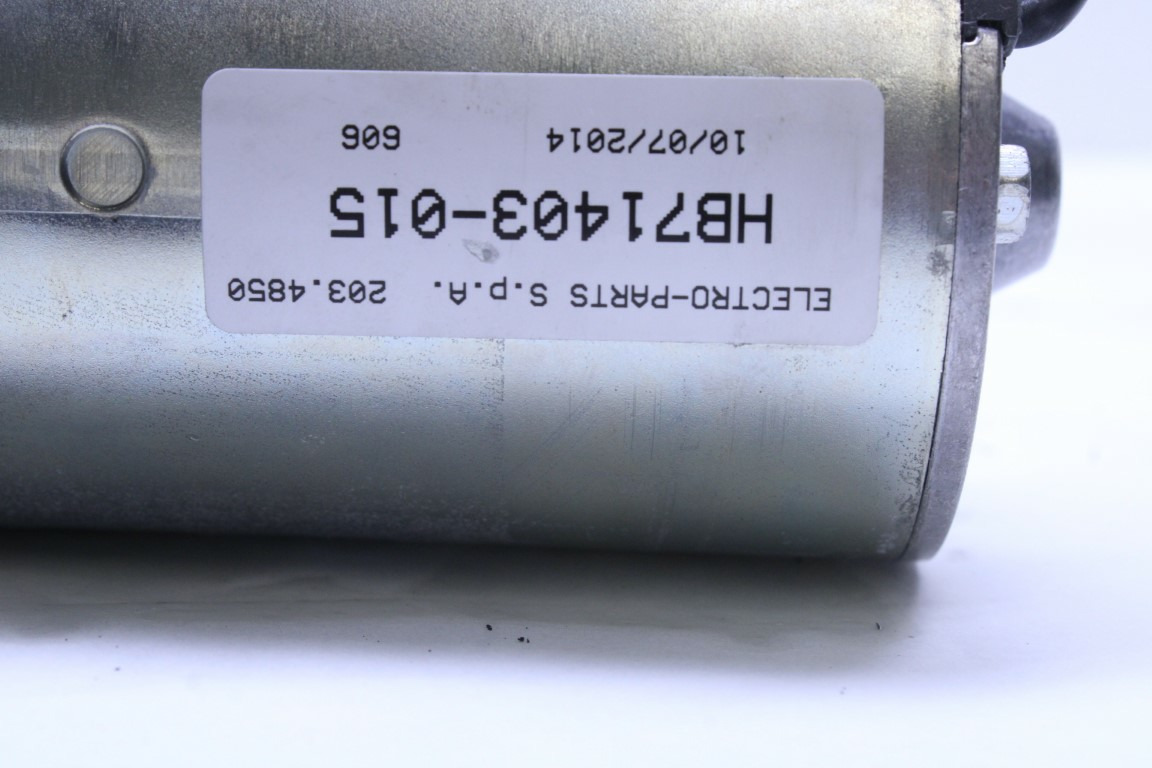 ELECTRO-PARTS S.p.A. 203.4850
HB71403-015
10/07/2014 606